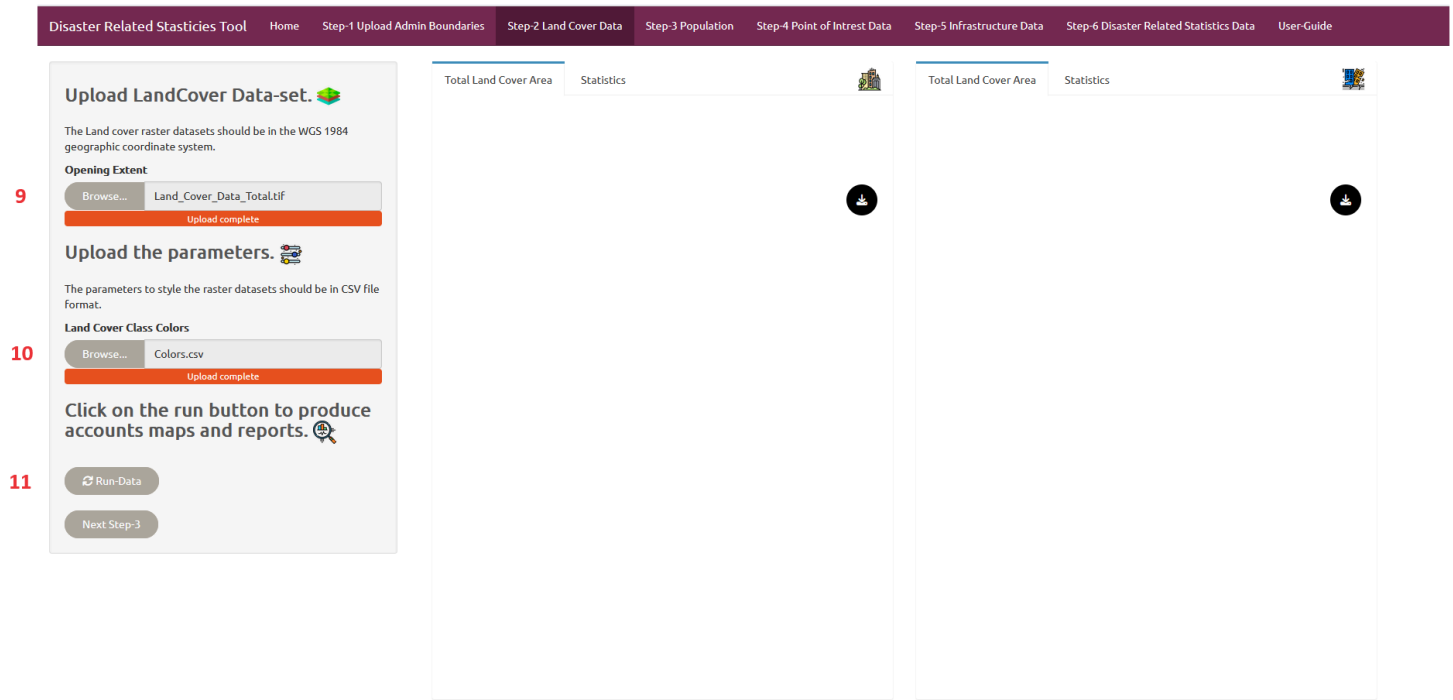 Disaster Related Stasticies Tool Home Step-1 Upload Admin Boundaries Step-2 Land Cover Data Step-3 Population Step-4 Point of Intrest Data Step-5 Infrastructure Data Step-6 Disaster Related Statistics Data User-Guide
Upload LandCover Data-set.
The Land cover raster datasets should be in the WGS 1984
geographic coordinate system.
Opening Extent
9
Browse... Land_Cover_Data_Total.tif
Upload complete
Upload the parameters.
The parameters to style the raster datasets should be in CSV file
format.
Land Cover Class Colors
10
Browse... Colors.csv
Upload complete
Click on the run button to produce
accounts maps and reports.
11
Run-Data
Next Step-3
Total Land Cover Area Statistics
Total Land Cover Area Statistics